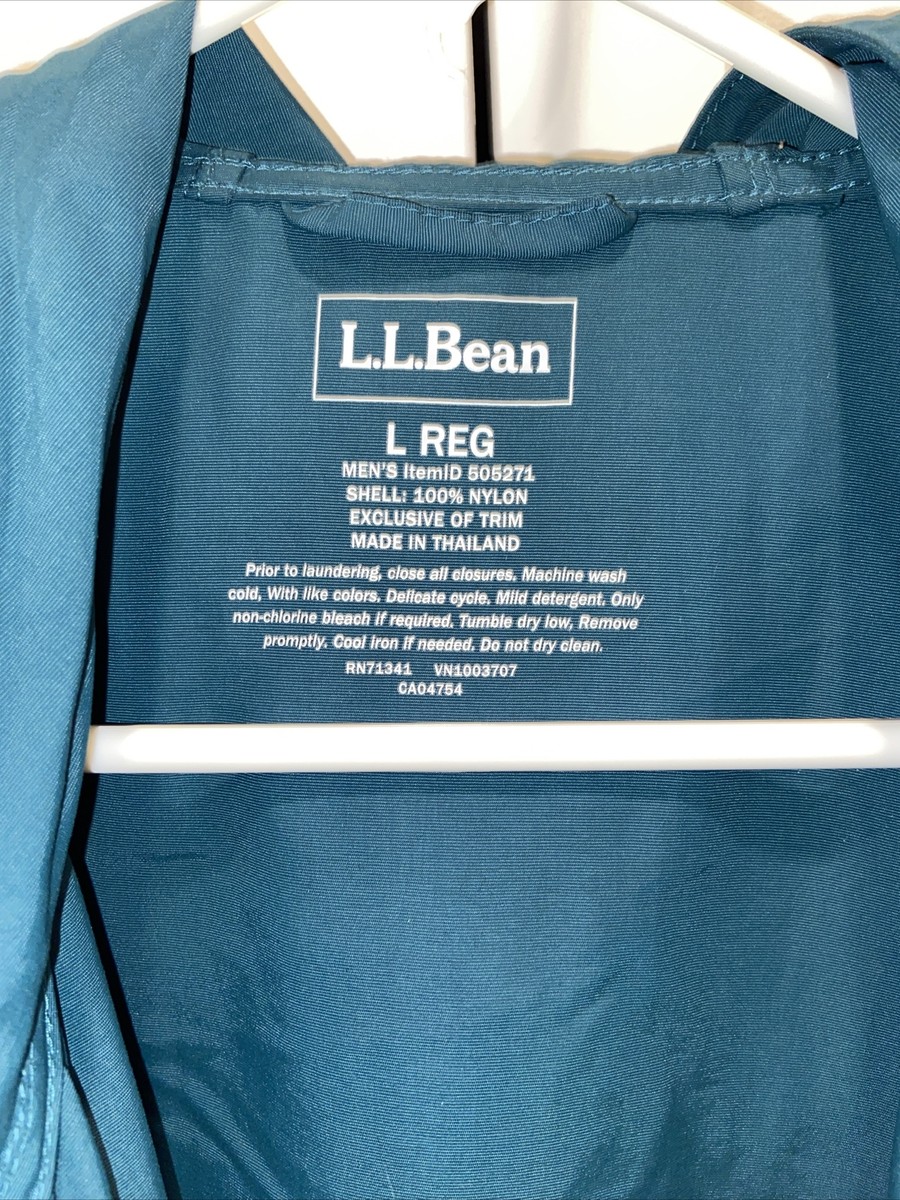 L.L.Bean
L REG
MEN'S ItemID 505271
SHELL: 100% NYLON
EXCLUSIVE OF TRIM
MADE IN THAILAND
Prior to laundering, close all closures. Machine wash
cold, With like colors. Delicate cycle. Mild detergent. Only
non-chlorine bleach if required. Tumble dry low, Remove
promptly. Cool iron if needed. Do not dry clean.
RN71341 VN1003707
CA04754